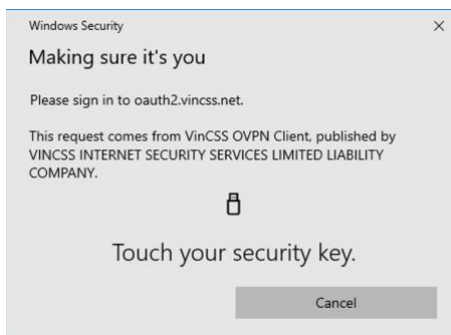 Windows Security
Making sure it's you
Please sign in to oauth2.vincss.net.
This request comes from VinCSS OVPN Client, published by
VINCSS INTERNET SECURITY SERVICES LIMITED LIABILITY
COMPANY.
Touch your security key.
Cancel